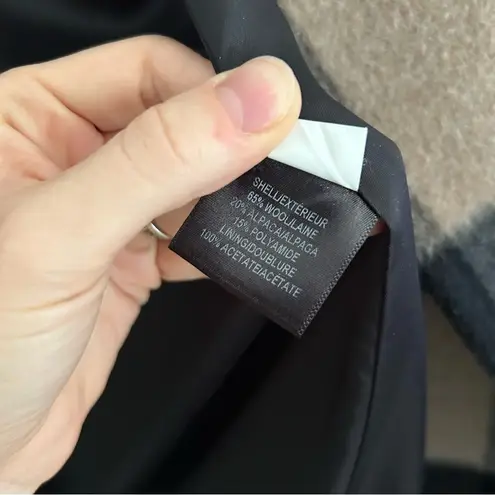 SHELL/EXTÉRIEUR
65% WOOL/LAINE
20% ALPACA/ALPAGA
15% POLYAMIDE
LINING/DOUBLURE
100% ACETATE/ACÉTATE